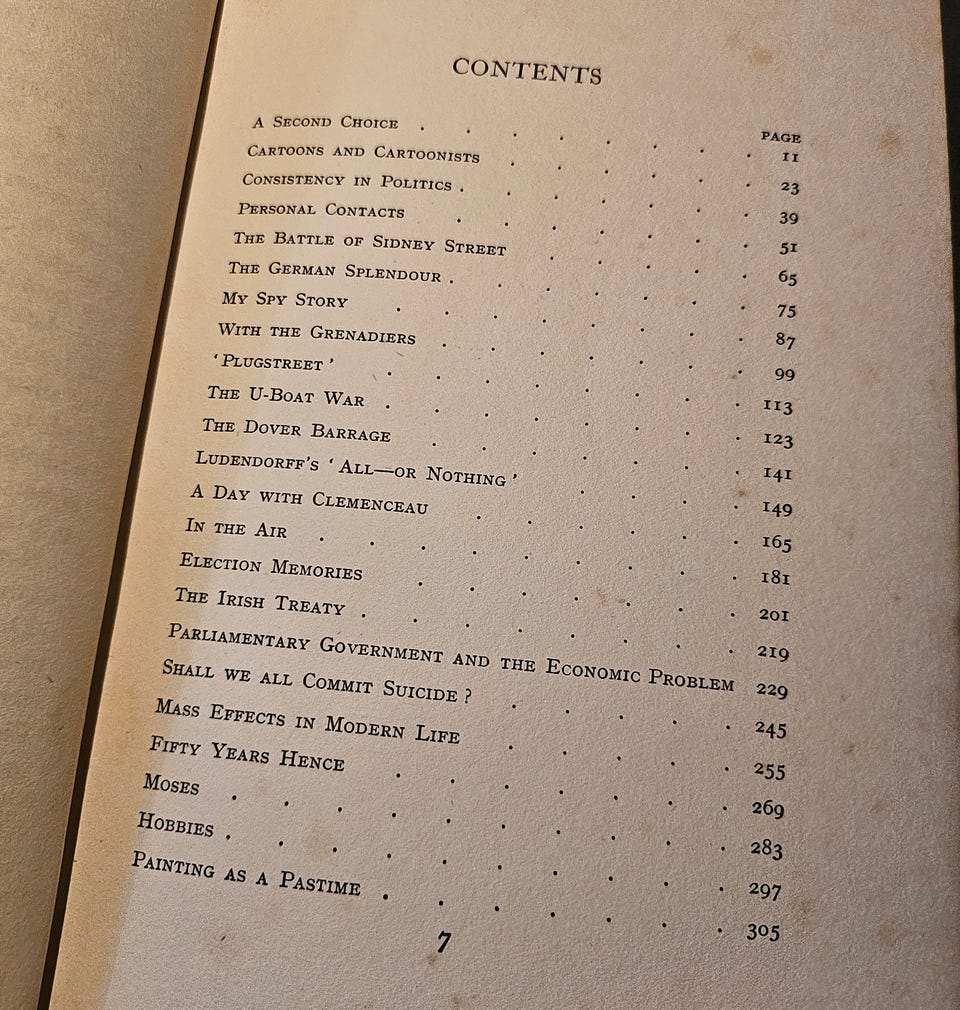 CONTENTS
PAGE
A Second Choice . . . . . . . . 11
Cartoons and Cartoonists . . . . . . 23
Consistency in Politics . . . . . . . 39
Personal Contacts . . . . . . . 51
The Battle of Sidney Street . . . . . 65
The German Splendour . . . . . . . 75
My Spy Story . . . . . . . . 87
With the Grenadiers . . . . . . . 99
‘Plugstreet’ . . . . . . . . 113
The U-Boat War . . . . . . . . 123
The Dover Barrage . . . . . . . 141
Ludendorff’s ‘All—or Nothing’ . . . . 149
A Day with Clemenceau . . . . . . 165
In the Air . . . . . . . . . 181
Election Memories . . . . . . . 201
The Irish Treaty . . . . . . . . 219
Parliamentary Government and the Economic Problem 229
Shall we all Commit Suicide? . . . . . 245
Mass Effects in Modern Life . . . . . 255
Fifty Years Hence . . . . . . . 269
Moses . . . . . . . . . . 283
Hobbies . . . . . . . . . . 297
Painting as a Pastime . . . . . . . 305
7